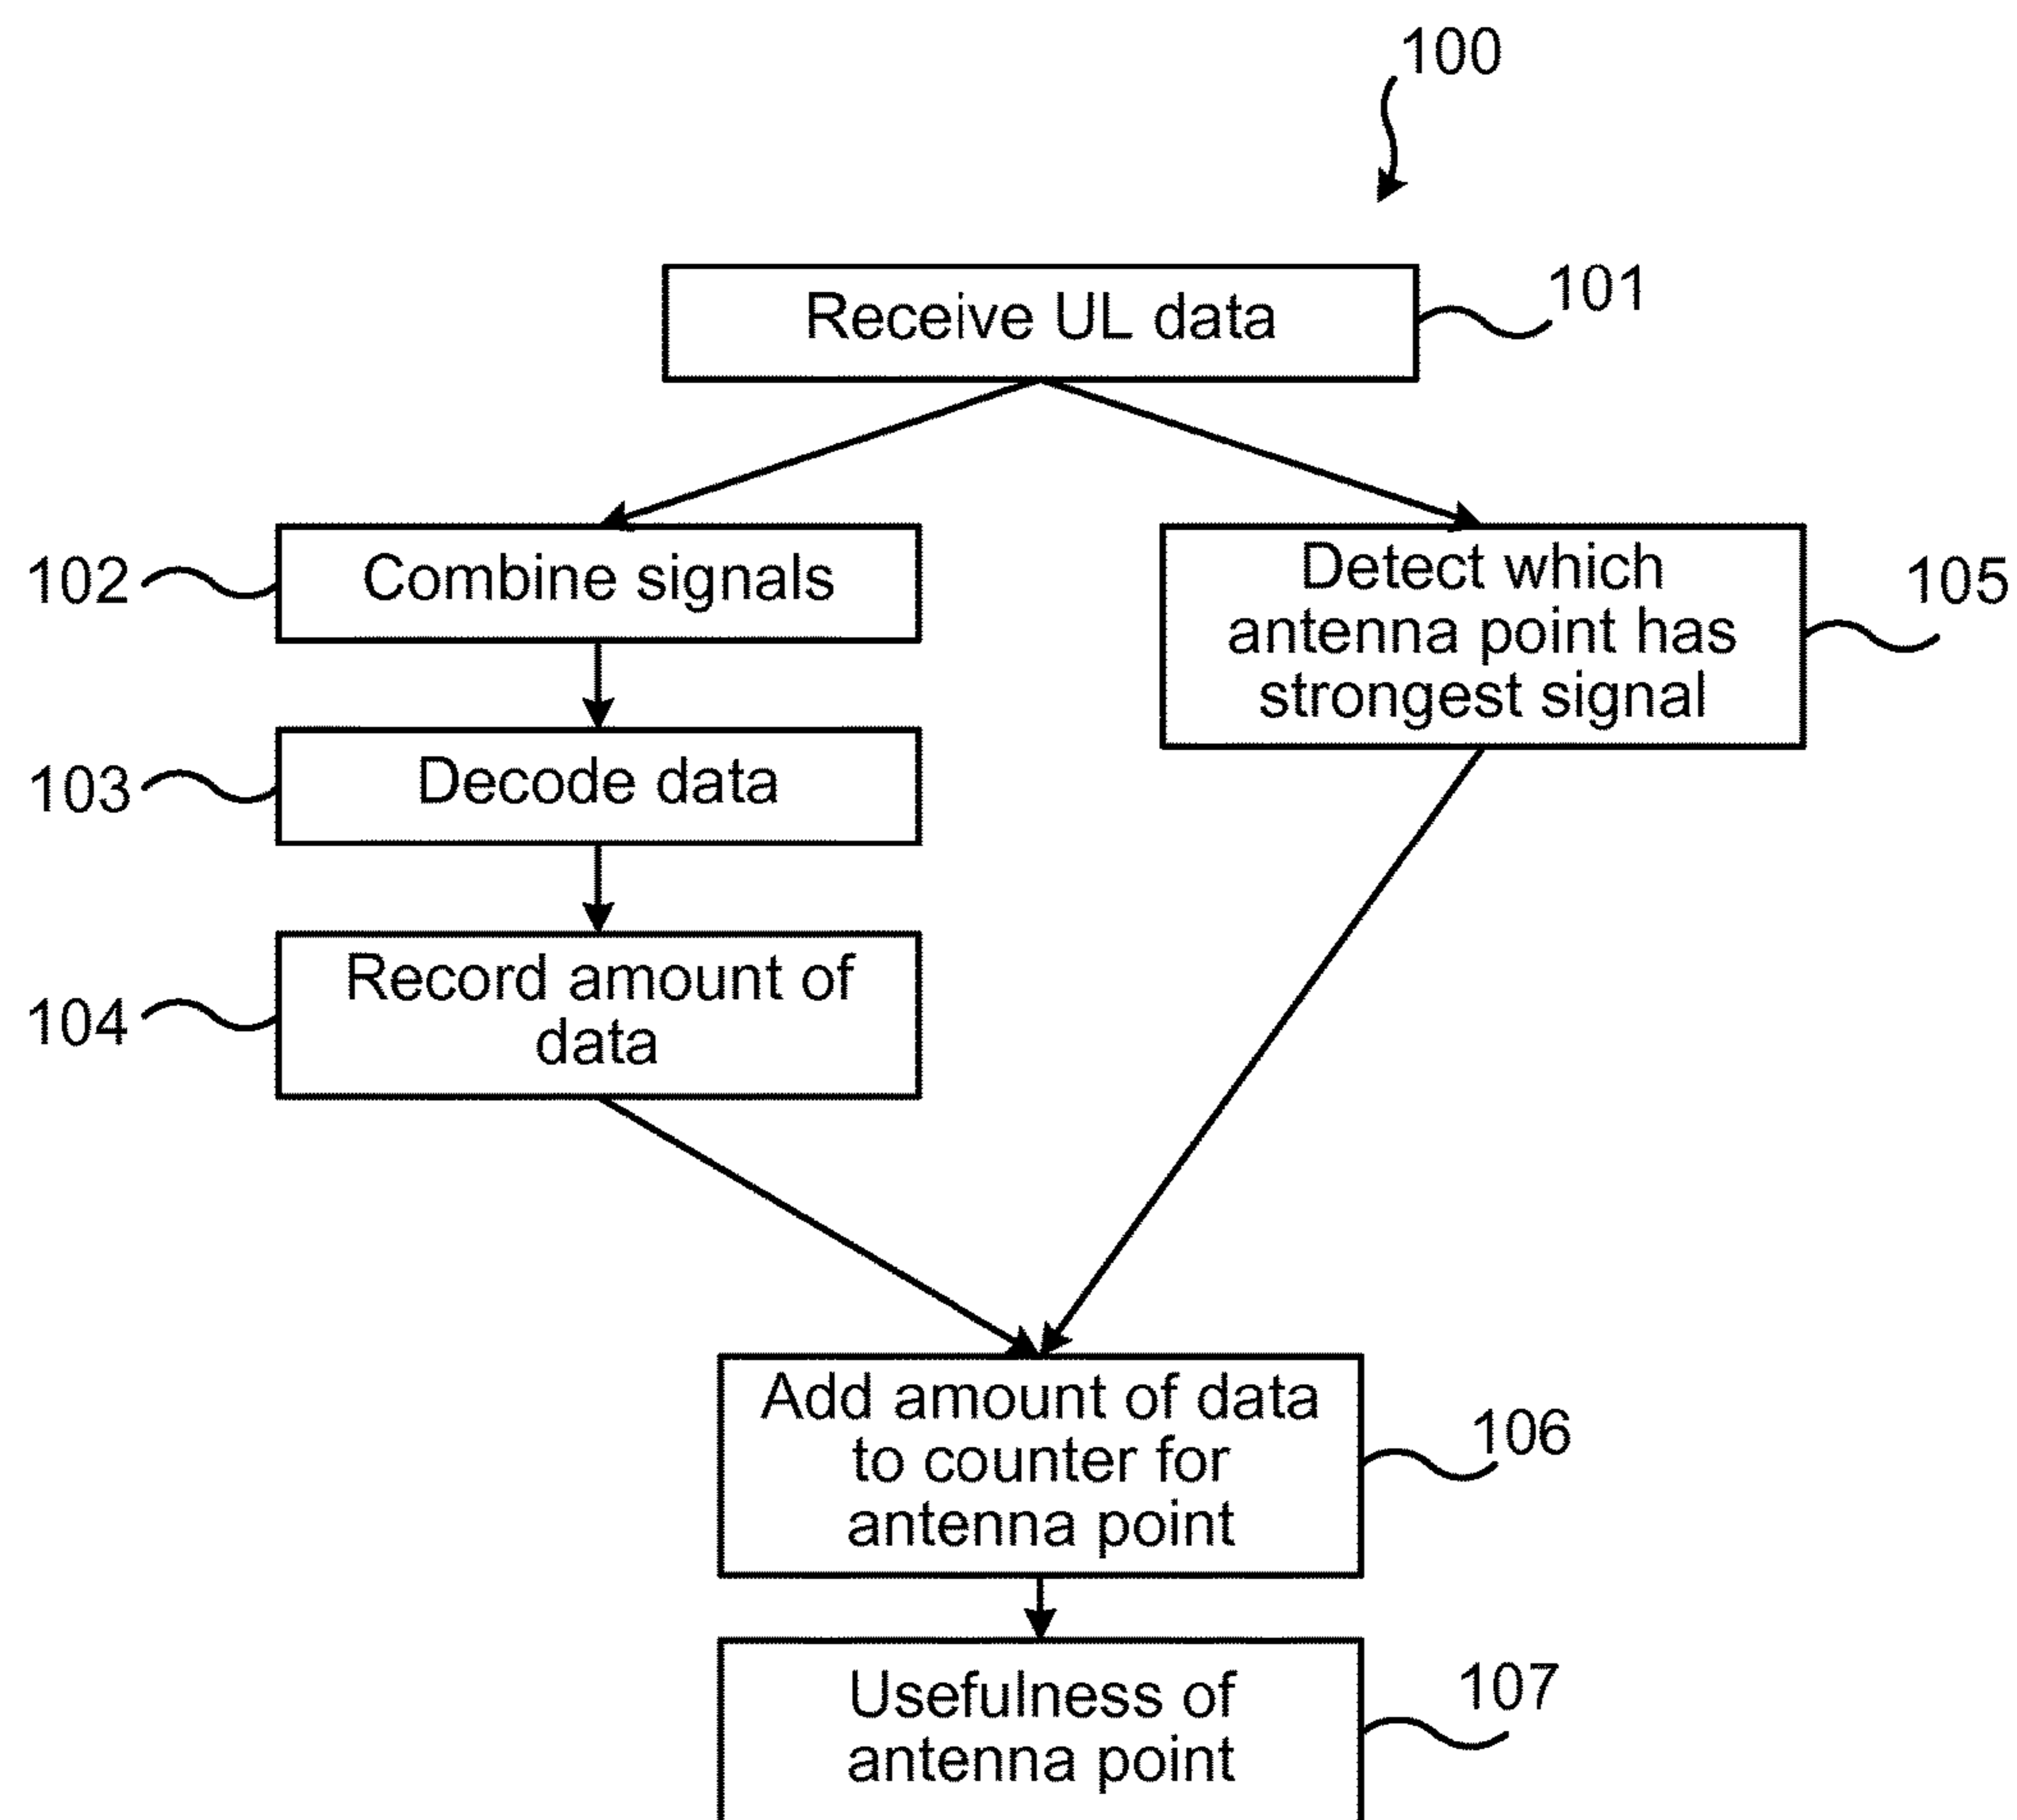 100
Receive UL data
101
102
Combine signals
Detect which
antenna point has
strongest signal
105
103
Decode data
104
Record amount of
data
Add amount of data
to counter for
antenna point
106
Usefulness of
antenna point
107